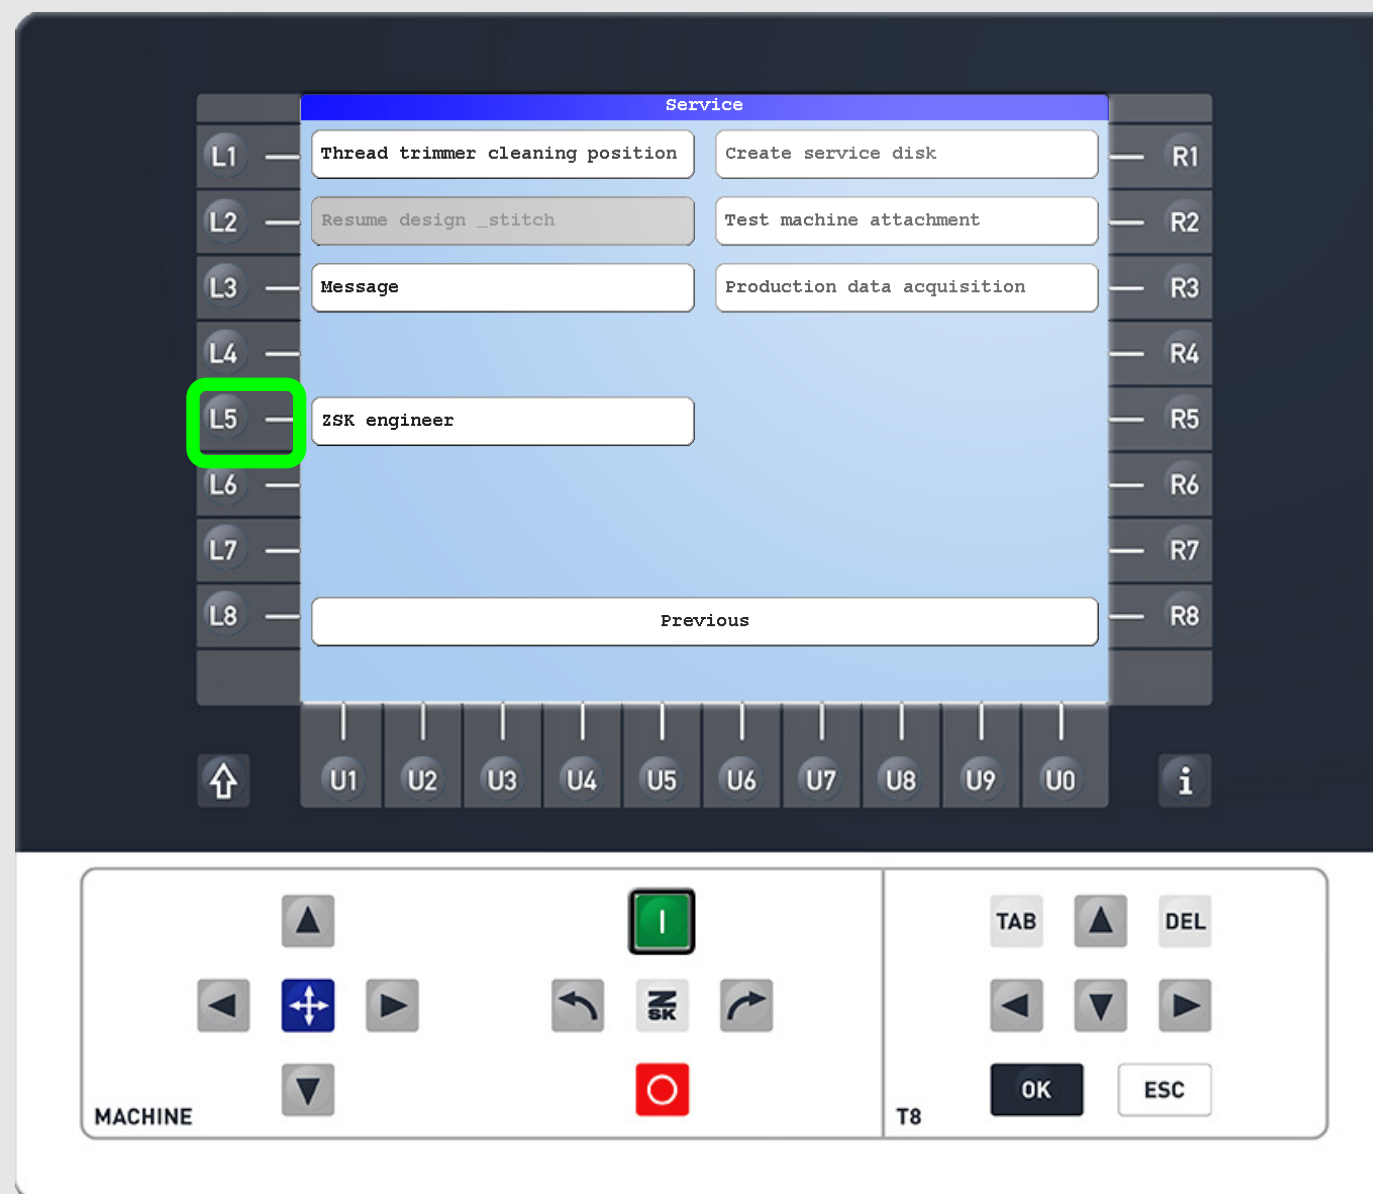 Service
L1 Thread trimmer cleaning position Create service disk R1
L2 Resume design _stitch Test machine attachment R2
L3 Message Production data acquisition R3
L4 R4
L5 ZSK engineer R5
L6 R6
L7 R7
L8 Previous R8
U1 U2 U3 U4 U5 U6 U7 U8 U9 U0 i
I TAB DEL
ZSK
OK ESC
MACHINE T8